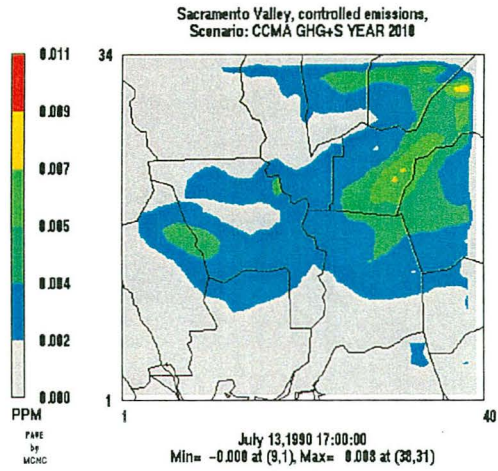 Sacramento Valley, controlled emissions,
Scenario: CCMA GHG+S YEAR 2010
0.011
0.009
0.007
0.005
0.004
0.002
0.000
PPM
PAVE
by
MCNC
34
1
1
40
July 13,1990 17:00:00
Min= -0.000 at (9,1), Max= 0.008 at (38,31)